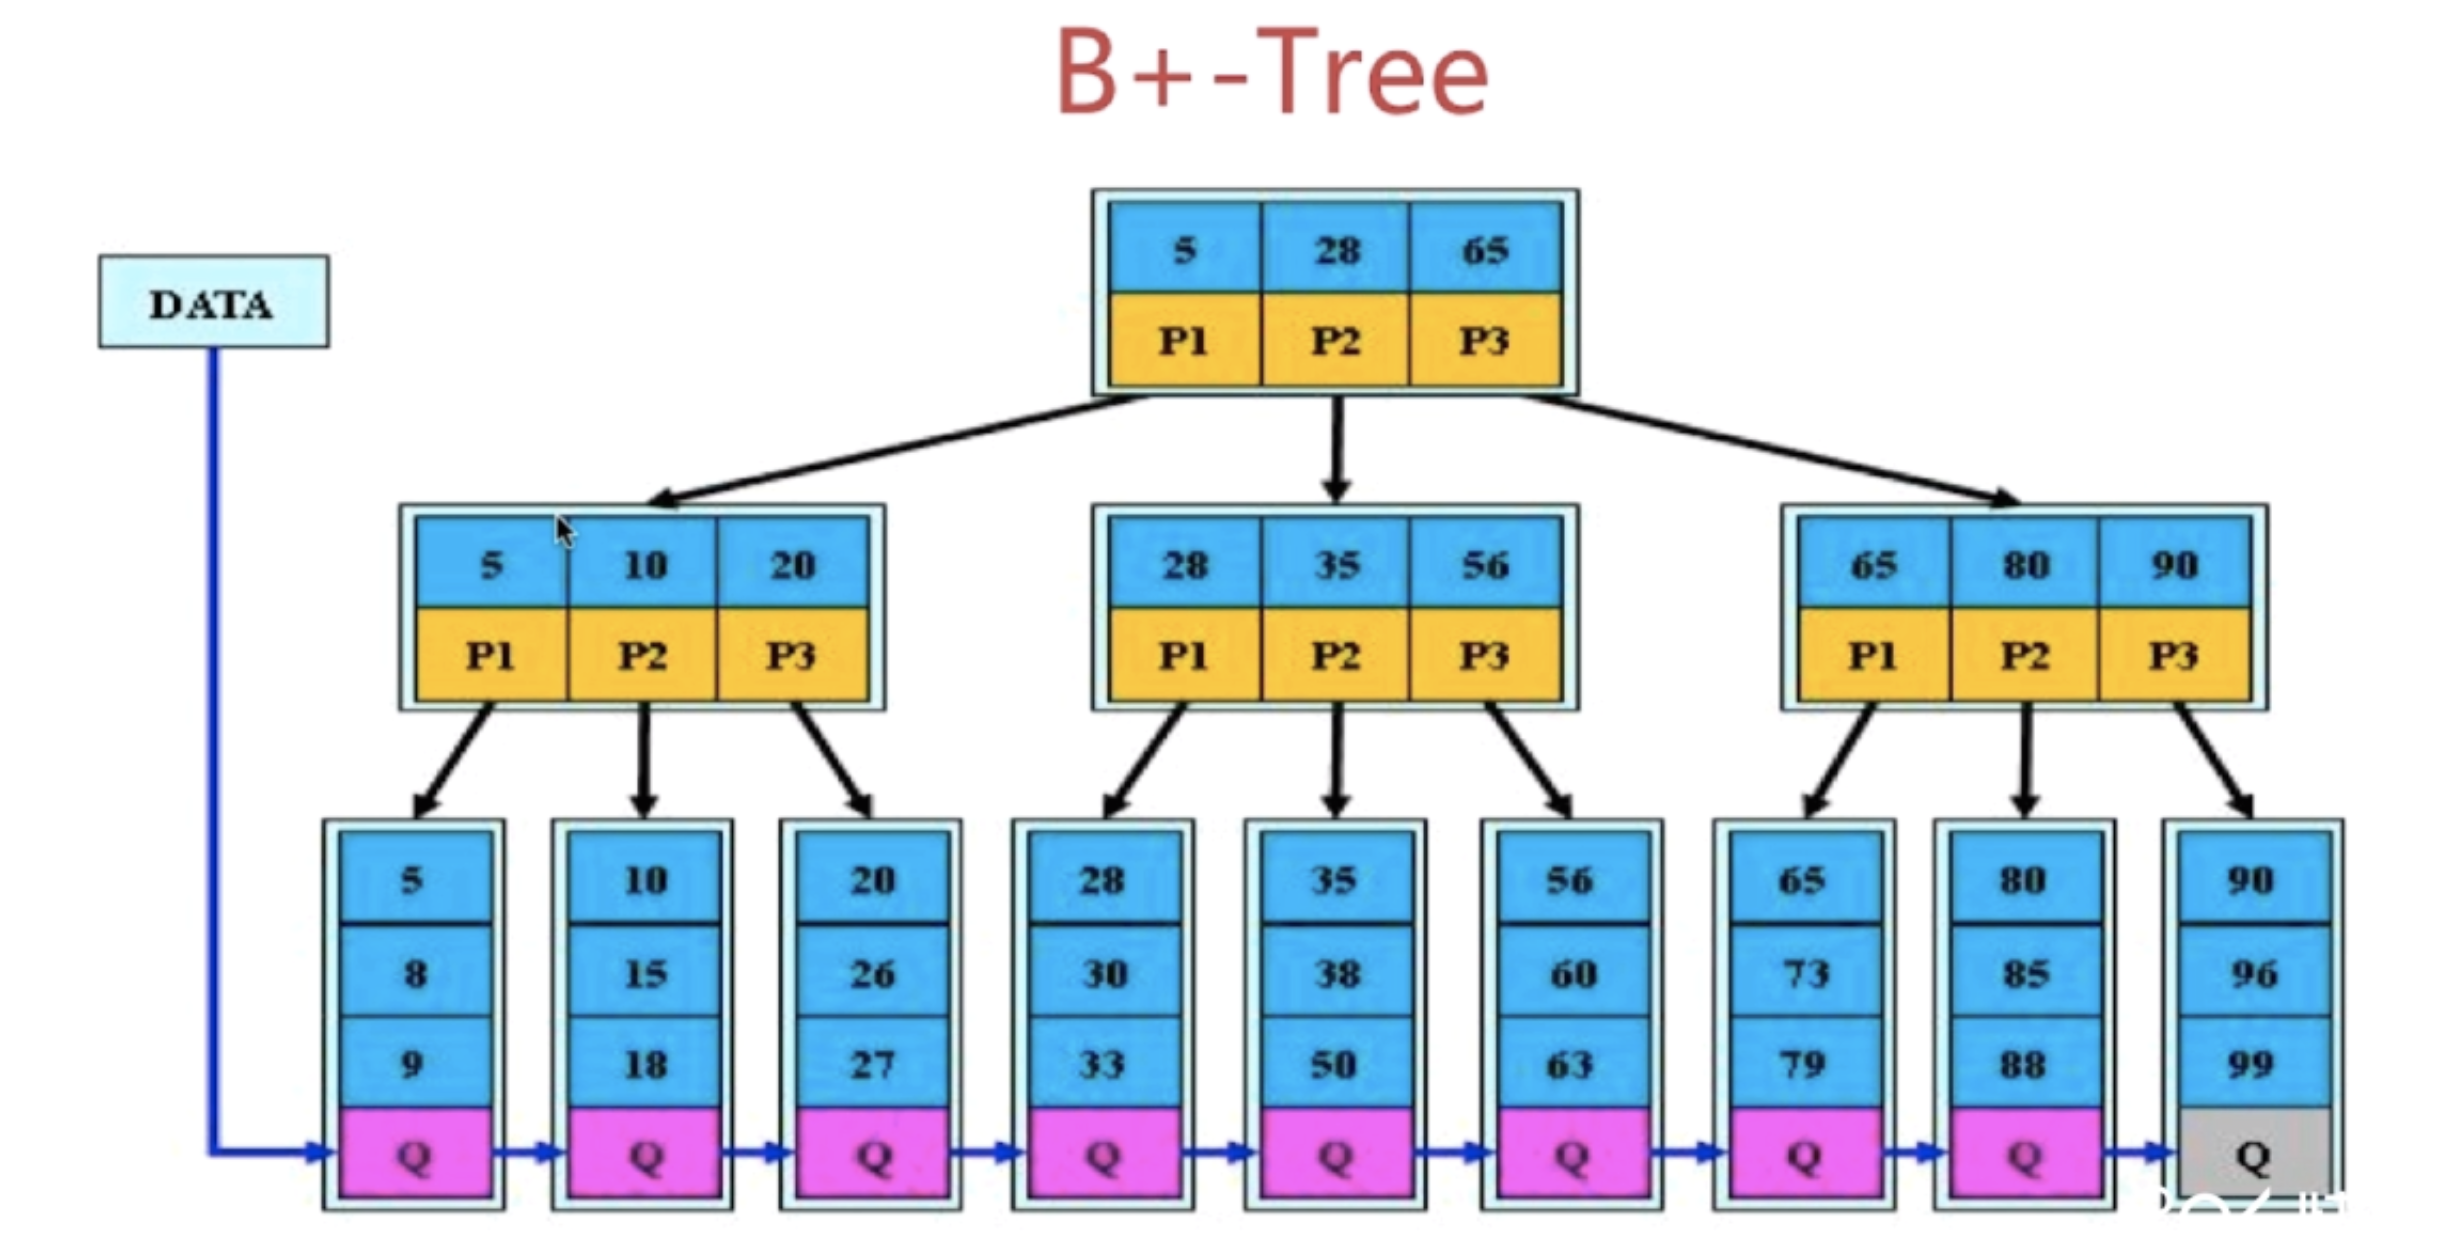 B+-Tree
5 28 65
DATA
P1 P2 P3
5 10 20 28 35 56 65 80 90
P1 P2 P3 P1 P2 P3 P1 P2 P3
5 10 20 28 35 56 65 80 90
8 15 26 30 38 60 73 85 96
9 18 27 33 50 63 79 88 99
Q Q Q Q Q Q Q Q Q